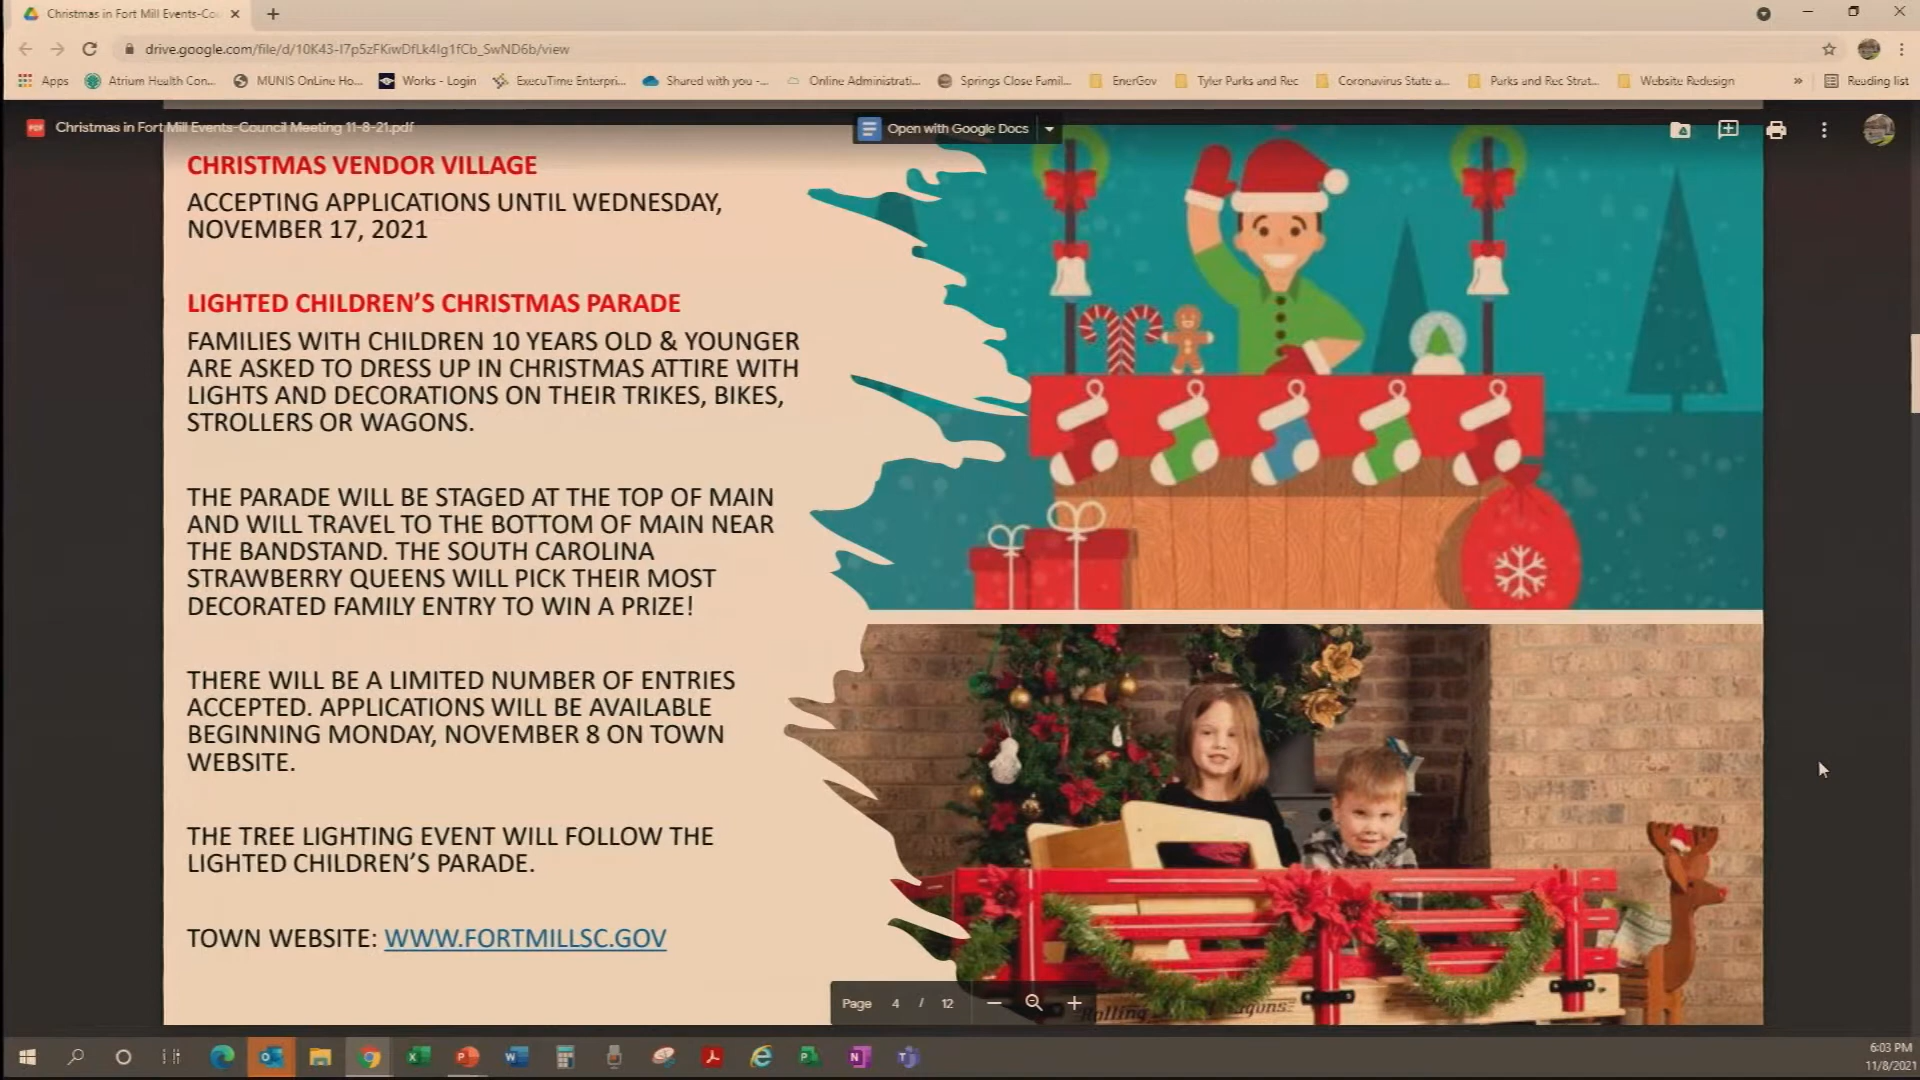 Christmas in Fort Mill Events-Co
drive.google.com/file/d/10K43-I7p5zFKiwDfLk4Ig1fCb_SwND6b/view
Apps
Atrium Health Con...
MUNIS OnLine Ho...
Works - Login
ExecuTime Enterpri...
Shared with you -...
Online Administrati...
Springs Close Famil...
EnerGov
Tyler Parks and Rec
Coronavirus State a...
Parks and Rec Strat...
Website Redesign
»
Reading list
PDF
Christmas in Fort Mill Events-Council Meeting 11-8-21.pdf
Open with Google Docs
CHRISTMAS VENDOR VILLAGE
ACCEPTING APPLICATIONS UNTIL WEDNESDAY,
NOVEMBER 17, 2021
LIGHTED CHILDREN'S CHRISTMAS PARADE
FAMILIES WITH CHILDREN 10 YEARS OLD & YOUNGER
ARE ASKED TO DRESS UP IN CHRISTMAS ATTIRE WITH
LIGHTS AND DECORATIONS ON THEIR TRIKES, BIKES,
STROLLERS OR WAGONS.
THE PARADE WILL BE STAGED AT THE TOP OF MAIN
AND WILL TRAVEL TO THE BOTTOM OF MAIN NEAR
THE BANDSTAND. THE SOUTH CAROLINA
STRAWBERRY QUEENS WILL PICK THEIR MOST
DECORATED FAMILY ENTRY TO WIN A PRIZE!
THERE WILL BE A LIMITED NUMBER OF ENTRIES
ACCEPTED. APPLICATIONS WILL BE AVAILABLE
BEGINNING MONDAY, NOVEMBER 8 ON TOWN
WEBSITE.
THE TREE LIGHTING EVENT WILL FOLLOW THE
LIGHTED CHILDREN'S PARADE.
TOWN WEBSITE: WWW.FORTMILLSC.GOV
Page 4 / 12
Rolling
6:03 PM
11/8/2021